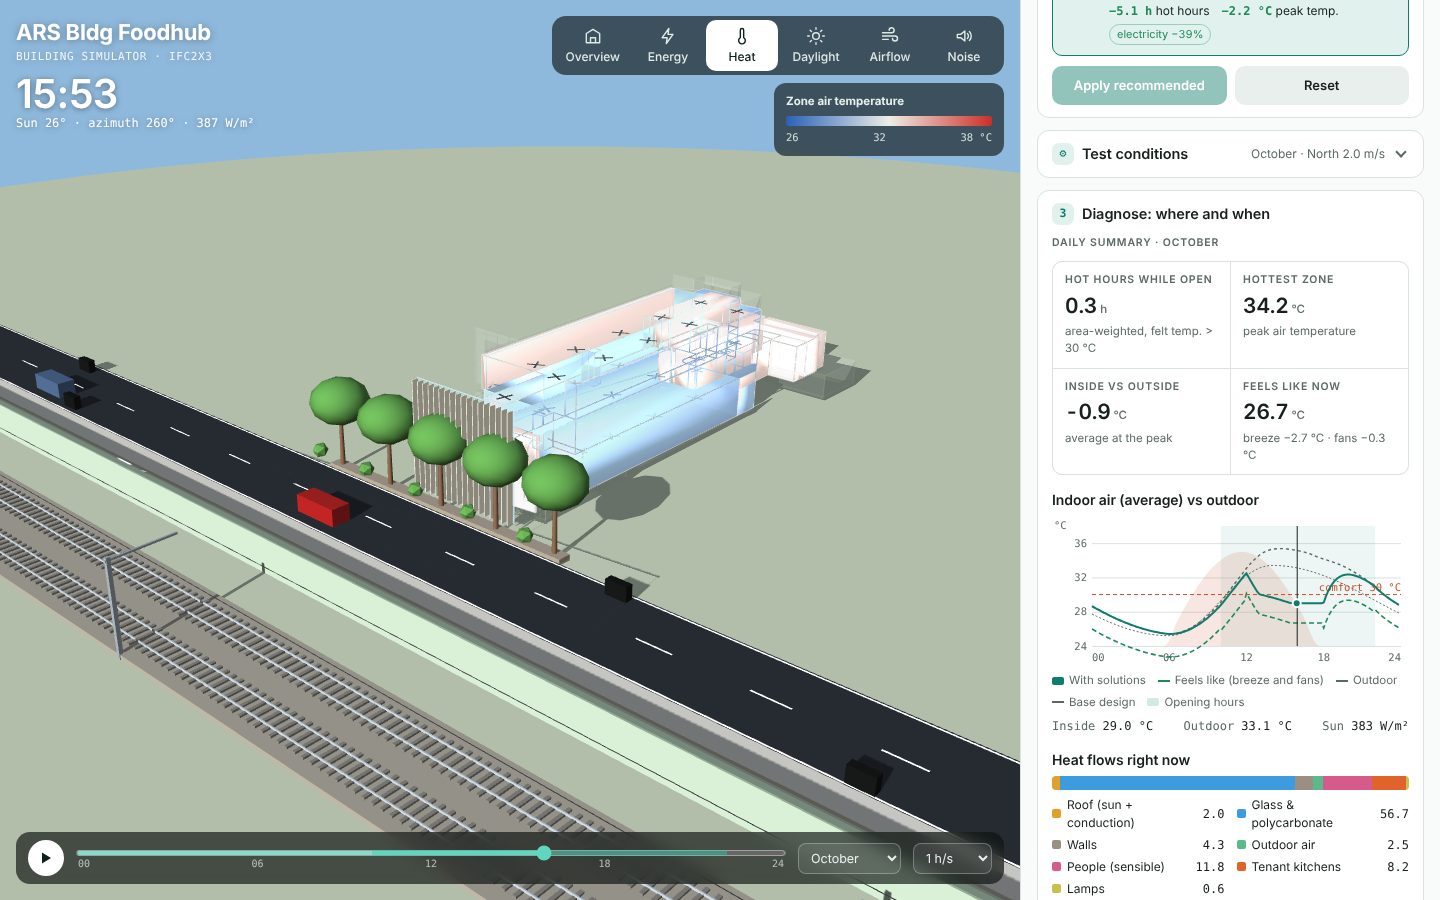 ARS Bldg Foodhub
BUILDING SIMULATOR · IFC2X3
15:53
Sun 26° · azimuth 260° · 387 W/m²
Overview
Energy
Heat
Daylight
Airflow
Noise
Zone air temperature
26 32 38 °C
00 06 12 18 24
October
1 h/s
−5.1 h hot hours −2.2 °C peak temp.
electricity −39%
Apply recommended
Reset
Test conditions
October · North 2.0 m/s
3 Diagnose: where and when
DAILY SUMMARY · OCTOBER
HOT HOURS WHILE OPEN
0.3 h
area-weighted, felt temp. >
30 °C
HOTTEST ZONE
34.2 °C
peak air temperature
INSIDE VS OUTSIDE
-0.9 °C
average at the peak
FEELS LIKE NOW
26.7 °C
breeze −2.7 °C · fans −0.3
°C
Indoor air (average) vs outdoor
°C
36
32
comfort 30 °C
28
24
00 06 12 18 24
With solutions Feels like (breeze and fans) Outdoor
Base design Opening hours
Inside 29.0 °C Outdoor 33.1 °C Sun 383 W/m²
Heat flows right now
Roof (sun +
conduction) 2.0
Glass &
polycarbonate 56.7
Walls 4.3
Outdoor air 2.5
People (sensible) 11.8
Tenant kitchens 8.2
Lamps 0.6